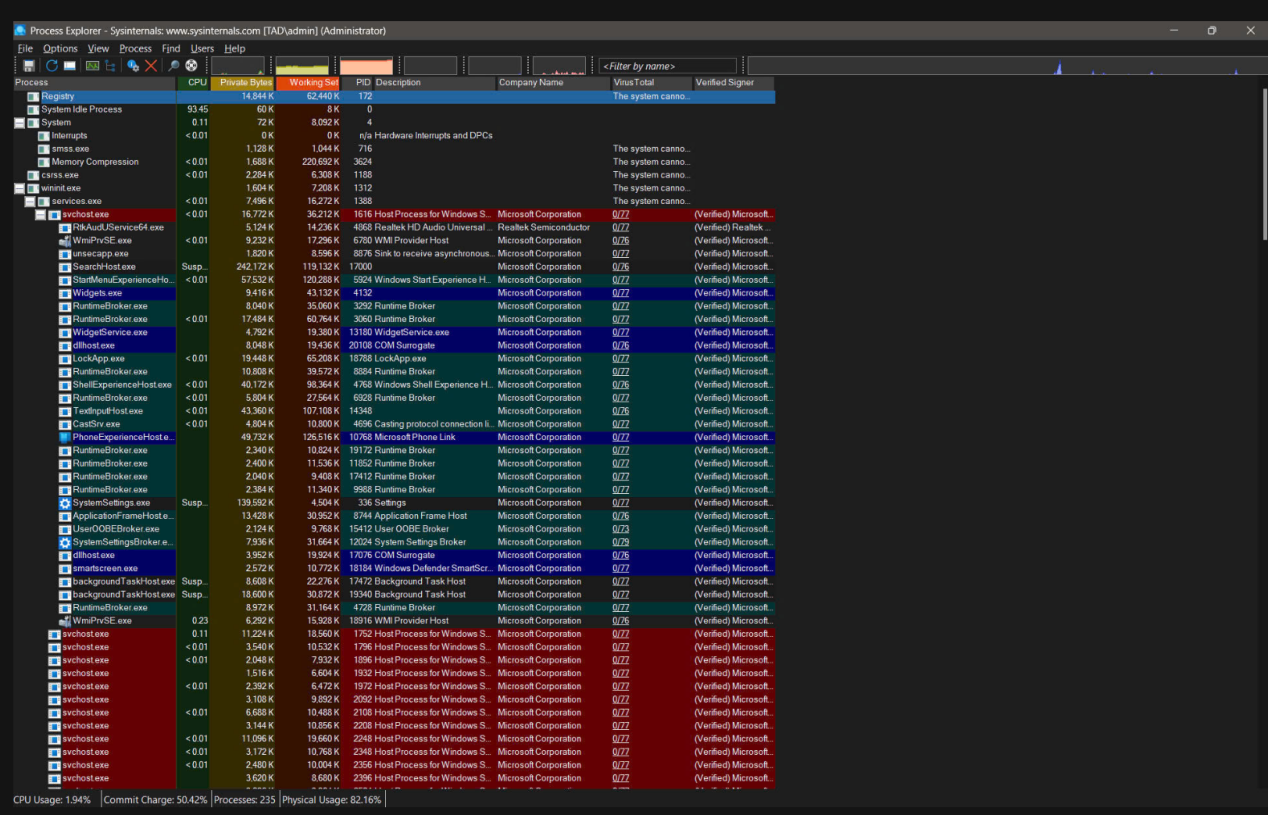 Process Explorer - Sysinternals: www.sysinternals.com [TAD\admin] (Administrator)
File Options View Process Find Users Help
<Filter by name>
Process CPU Private Bytes Working Set PID Description Company Name VirusTotal Verified Signer
Registry 14,844 K 62,440 K 172 The system canno...
System Idle Process 93.45 60 K 8 K 0
System 0.11 72 K 8,092 K 4
Interrupts < 0.01 0 K 0 K n/a Hardware Interrupts and DPCs
smss.exe 1,128 K 1,044 K 716 The system canno...
Memory Compression < 0.01 1,688 K 220,692 K 3624 The system canno...
csrss.exe < 0.01 2,284 K 6,308 K 1188 The system canno...
wininit.exe 1,604 K 7,208 K 1312 The system canno...
services.exe < 0.01 7,496 K 16,272 K 1388 The system canno...
svchost.exe < 0.01 16,772 K 36,212 K 1616 Host Process for Windows S... Microsoft Corporation 0/77 (Verified) Microsoft...
RtkAudUService64.exe 5,124 K 14,236 K 4868 Realtek HD Audio Universal ... Realtek Semiconductor 0/77 (Verified) Realtek ...
WmiPrvSE.exe < 0.01 9,232 K 17,296 K 6780 WMI Provider Host Microsoft Corporation 0/76 (Verified) Microsoft...
unsecapp.exe 1,820 K 8,596 K 8876 Sink to receive asynchronous... Microsoft Corporation 0/77 (Verified) Microsoft...
SearchHost.exe Susp... 242,172 K 119,132 K 17000 Microsoft Corporation 0/76 (Verified) Microsoft...
StartMenuExperienceHo... < 0.01 57,532 K 120,288 K 5924 Windows Start Experience H... Microsoft Corporation 0/77 (Verified) Microsoft...
Widgets.exe 9,416 K 43,132 K 4132 Microsoft Corporation 0/77 (Verified) Microsoft...
RuntimeBroker.exe 8,040 K 35,060 K 3292 Runtime Broker Microsoft Corporation 0/77 (Verified) Microsoft...
RuntimeBroker.exe < 0.01 17,484 K 60,764 K 3060 Runtime Broker Microsoft Corporation 0/77 (Verified) Microsoft...
WidgetService.exe 4,792 K 19,380 K 13180 WidgetService.exe Microsoft Corporation 0/77 (Verified) Microsoft...
dllhost.exe 8,048 K 19,436 K 20108 COM Surrogate Microsoft Corporation 0/76 (Verified) Microsoft...
LockApp.exe < 0.01 19,448 K 65,208 K 18788 LockApp.exe Microsoft Corporation 0/77 (Verified) Microsoft...
RuntimeBroker.exe 10,808 K 39,572 K 8884 Runtime Broker Microsoft Corporation 0/77 (Verified) Microsoft...
ShellExperienceHost.exe < 0.01 40,172 K 98,364 K 4768 Windows Shell Experience H... Microsoft Corporation 0/76 (Verified) Microsoft...
RuntimeBroker.exe < 0.01 5,804 K 27,564 K 6928 Runtime Broker Microsoft Corporation 0/77 (Verified) Microsoft...
TextInputHost.exe < 0.01 43,360 K 107,108 K 14348 Microsoft Corporation 0/76 (Verified) Microsoft...
CastSrv.exe < 0.01 4,804 K 10,800 K 4696 Casting protocol connection li... Microsoft Corporation 0/77 (Verified) Microsoft...
PhoneExperienceHost.e... 49,732 K 126,516 K 10768 Microsoft Phone Link Microsoft Corporation 0/77 (Verified) Microsoft...
RuntimeBroker.exe 2,340 K 10,824 K 19172 Runtime Broker Microsoft Corporation 0/77 (Verified) Microsoft...
RuntimeBroker.exe 2,400 K 11,536 K 11852 Runtime Broker Microsoft Corporation 0/77 (Verified) Microsoft...
RuntimeBroker.exe 2,040 K 9,408 K 17412 Runtime Broker Microsoft Corporation 0/77 (Verified) Microsoft...
RuntimeBroker.exe 2,384 K 11,340 K 9988 Runtime Broker Microsoft Corporation 0/77 (Verified) Microsoft...
SystemSettings.exe Susp... 139,592 K 4,504 K 336 Settings Microsoft Corporation 0/77 (Verified) Microsoft...
ApplicationFrameHost.e... 13,428 K 30,952 K 8744 Application Frame Host Microsoft Corporation 0/76 (Verified) Microsoft...
UserOOBEBroker.exe 2,124 K 9,768 K 15412 User OOBE Broker Microsoft Corporation 0/73 (Verified) Microsoft...
SystemSettingsBroker.e... 7,936 K 31,664 K 12024 System Settings Broker Microsoft Corporation 0/79 (Verified) Microsoft...
dllhost.exe 3,952 K 19,924 K 17076 COM Surrogate Microsoft Corporation 0/76 (Verified) Microsoft...
smartscreen.exe 2,572 K 10,772 K 18184 Windows Defender SmartScr... Microsoft Corporation 0/77 (Verified) Microsoft...
backgroundTaskHost.exe Susp... 8,608 K 22,276 K 17472 Background Task Host Microsoft Corporation 0/77 (Verified) Microsoft...
backgroundTaskHost.exe Susp... 18,600 K 30,872 K 19340 Background Task Host Microsoft Corporation 0/77 (Verified) Microsoft...
RuntimeBroker.exe 8,972 K 31,164 K 4728 Runtime Broker Microsoft Corporation 0/77 (Verified) Microsoft...
WmiPrvSE.exe 0.23 6,292 K 15,928 K 18916 WMI Provider Host Microsoft Corporation 0/76 (Verified) Microsoft...
svchost.exe 0.11 11,224 K 18,560 K 1752 Host Process for Windows S... Microsoft Corporation 0/77 (Verified) Microsoft...
svchost.exe < 0.01 3,540 K 10,532 K 1796 Host Process for Windows S... Microsoft Corporation 0/77 (Verified) Microsoft...
svchost.exe < 0.01 2,048 K 7,932 K 1896 Host Process for Windows S... Microsoft Corporation 0/77 (Verified) Microsoft...
svchost.exe 1,516 K 6,604 K 1932 Host Process for Windows S... Microsoft Corporation 0/77 (Verified) Microsoft...
svchost.exe < 0.01 2,392 K 6,472 K 1972 Host Process for Windows S... Microsoft Corporation 0/77 (Verified) Microsoft...
svchost.exe 3,108 K 9,892 K 2092 Host Process for Windows S... Microsoft Corporation 0/77 (Verified) Microsoft...
svchost.exe < 0.01 6,688 K 10,488 K 2108 Host Process for Windows S... Microsoft Corporation 0/77 (Verified) Microsoft...
svchost.exe 3,144 K 10,856 K 2208 Host Process for Windows S... Microsoft Corporation 0/77 (Verified) Microsoft...
svchost.exe < 0.01 11,096 K 19,660 K 2248 Host Process for Windows S... Microsoft Corporation 0/77 (Verified) Microsoft...
svchost.exe < 0.01 3,172 K 10,768 K 2348 Host Process for Windows S... Microsoft Corporation 0/77 (Verified) Microsoft...
svchost.exe < 0.01 2,480 K 10,004 K 2356 Host Process for Windows S... Microsoft Corporation 0/77 (Verified) Microsoft...
svchost.exe 3,620 K 8,680 K 2396 Host Process for Windows S... Microsoft Corporation 0/77 (Verified) Microsoft...
CPU Usage: 1.94% Commit Charge: 50.42% Processes: 235 Physical Usage: 82.16%